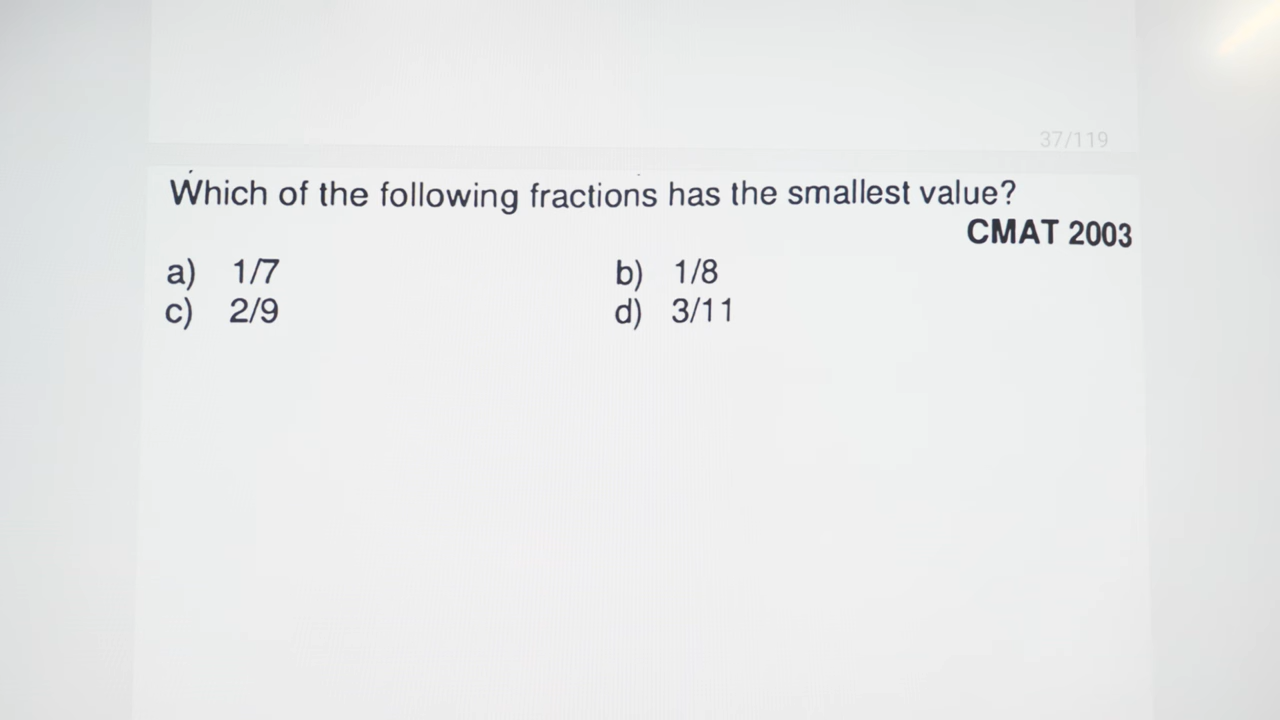 37/119
Which of the following fractions has the smallest value?
CMAT 2003
a) 1/7 b) 1/8
c) 2/9 d) 3/11